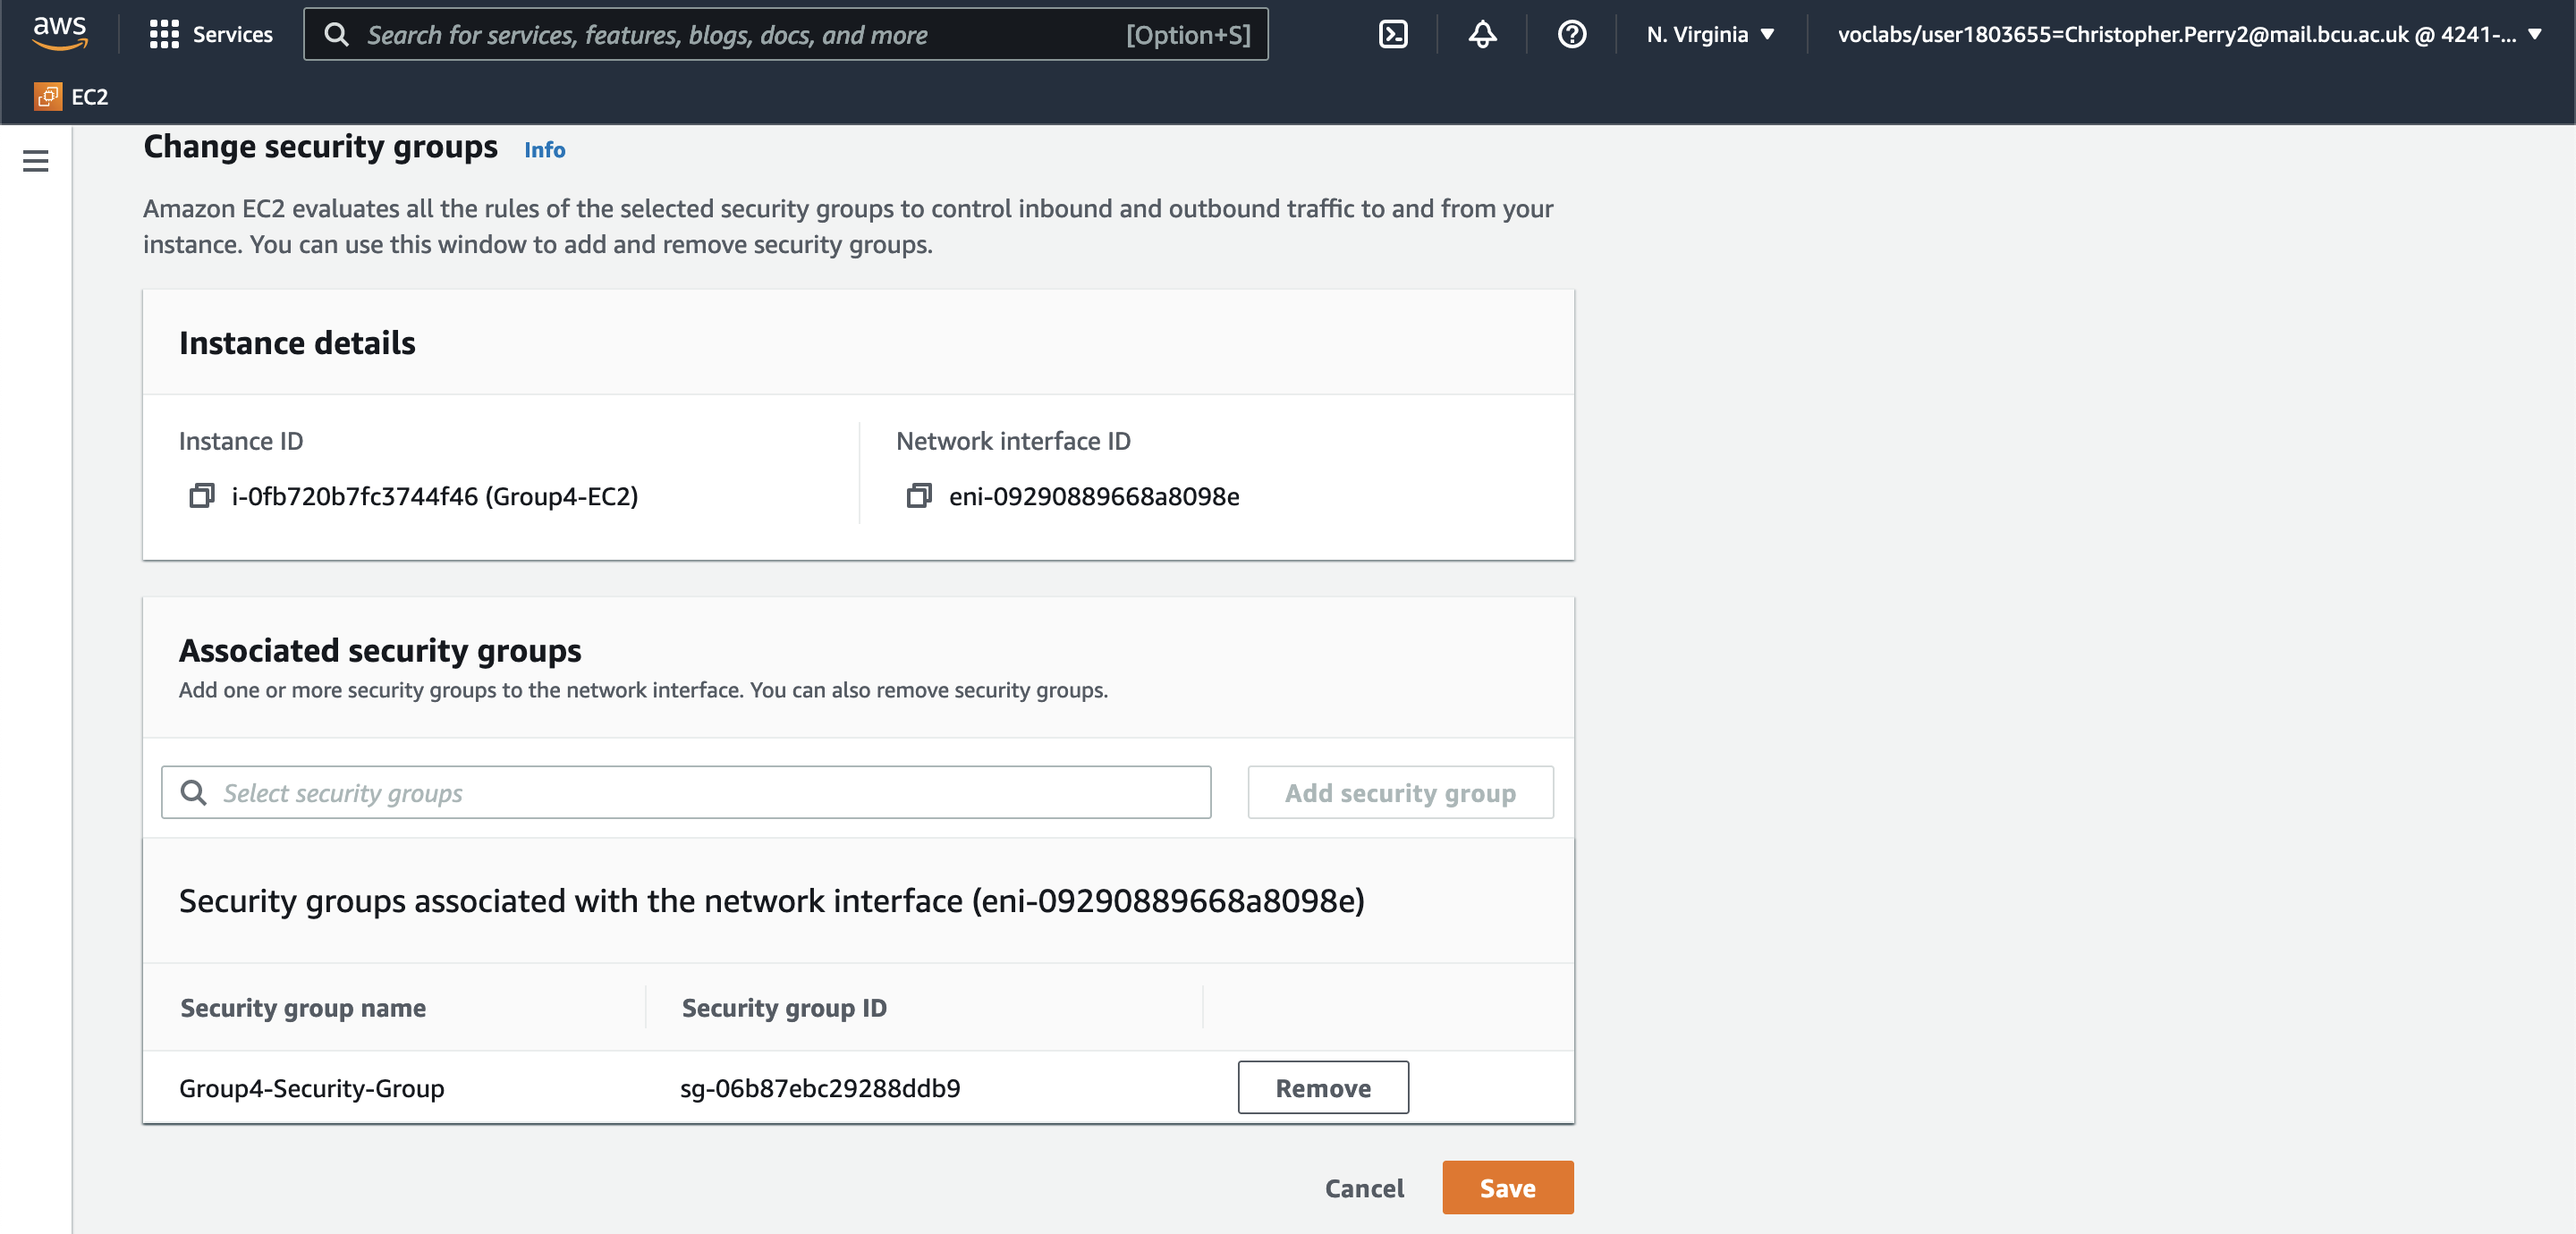 aws
Services
Search for services, features, blogs, docs, and more
[Option+S]
N. Virginia
voclabs/user1803655=Christopher.Perry2@mail.bcu.ac.uk @ 4241-...
EC2
Change security groups
Info
Amazon EC2 evaluates all the rules of the selected security groups to control inbound and outbound traffic to and from your
instance. You can use this window to add and remove security groups.
Instance details
Instance ID
i-0fb720b7fc3744f46 (Group4-EC2)
Network interface ID
eni-09290889668a8098e
Associated security groups
Add one or more security groups to the network interface. You can also remove security groups.
Select security groups
Add security group
Security groups associated with the network interface (eni-09290889668a8098e)
Security group name
Security group ID
Group4-Security-Group
sg-06b87ebc29288ddb9
Remove
Cancel
Save